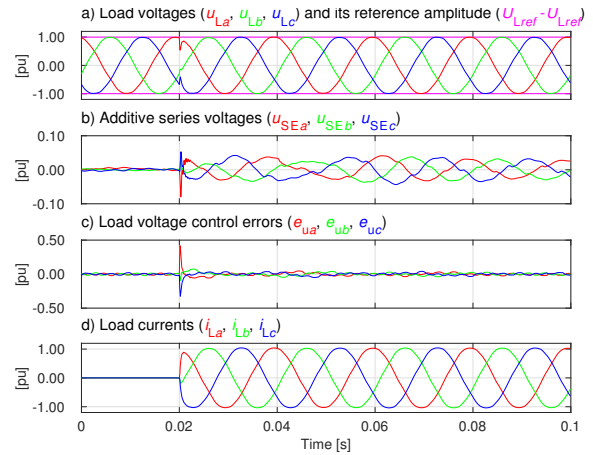 a) Load voltages (uLa, uLb, uLc) and its reference amplitude (ULref - ULref)
1.00
0.00
-1.00
[pu]
b) Additive series voltages (uSEa, uSEb, uSEc)
0.10
0.00
-0.10
[pu]
c) Load voltage control errors (eua, eub, euc)
0.50
0.00
-0.50
[pu]
d) Load currents (iLa, iLb, iLc)
1.00
0.00
-1.00
[pu]
0 0.02 0.04 0.06 0.08 0.1
Time [s]